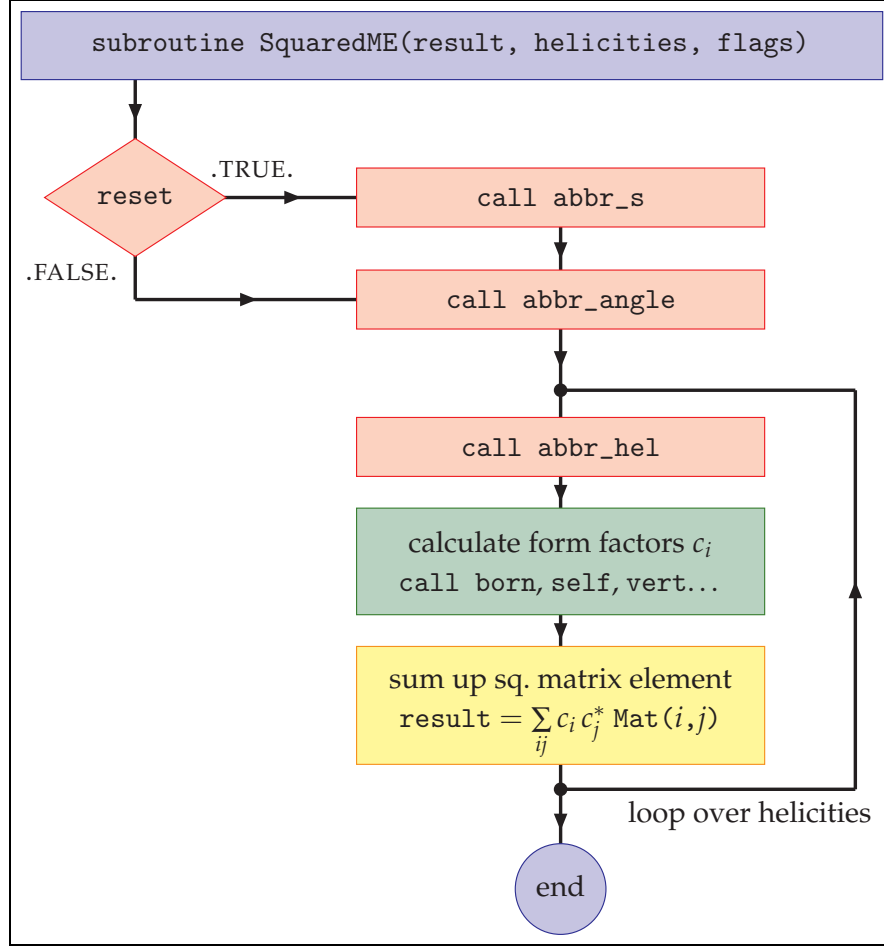 subroutine SquaredME(result, helicities, flags)
reset
.TRUE.
call abbr_s
.FALSE.
call abbr_angle
call abbr_hel
calculate form factors c_i
call born, self, vert...
sum up sq. matrix element
result = ∑_{ij} c_i c_j^* Mat(i,j)
loop over helicities
end